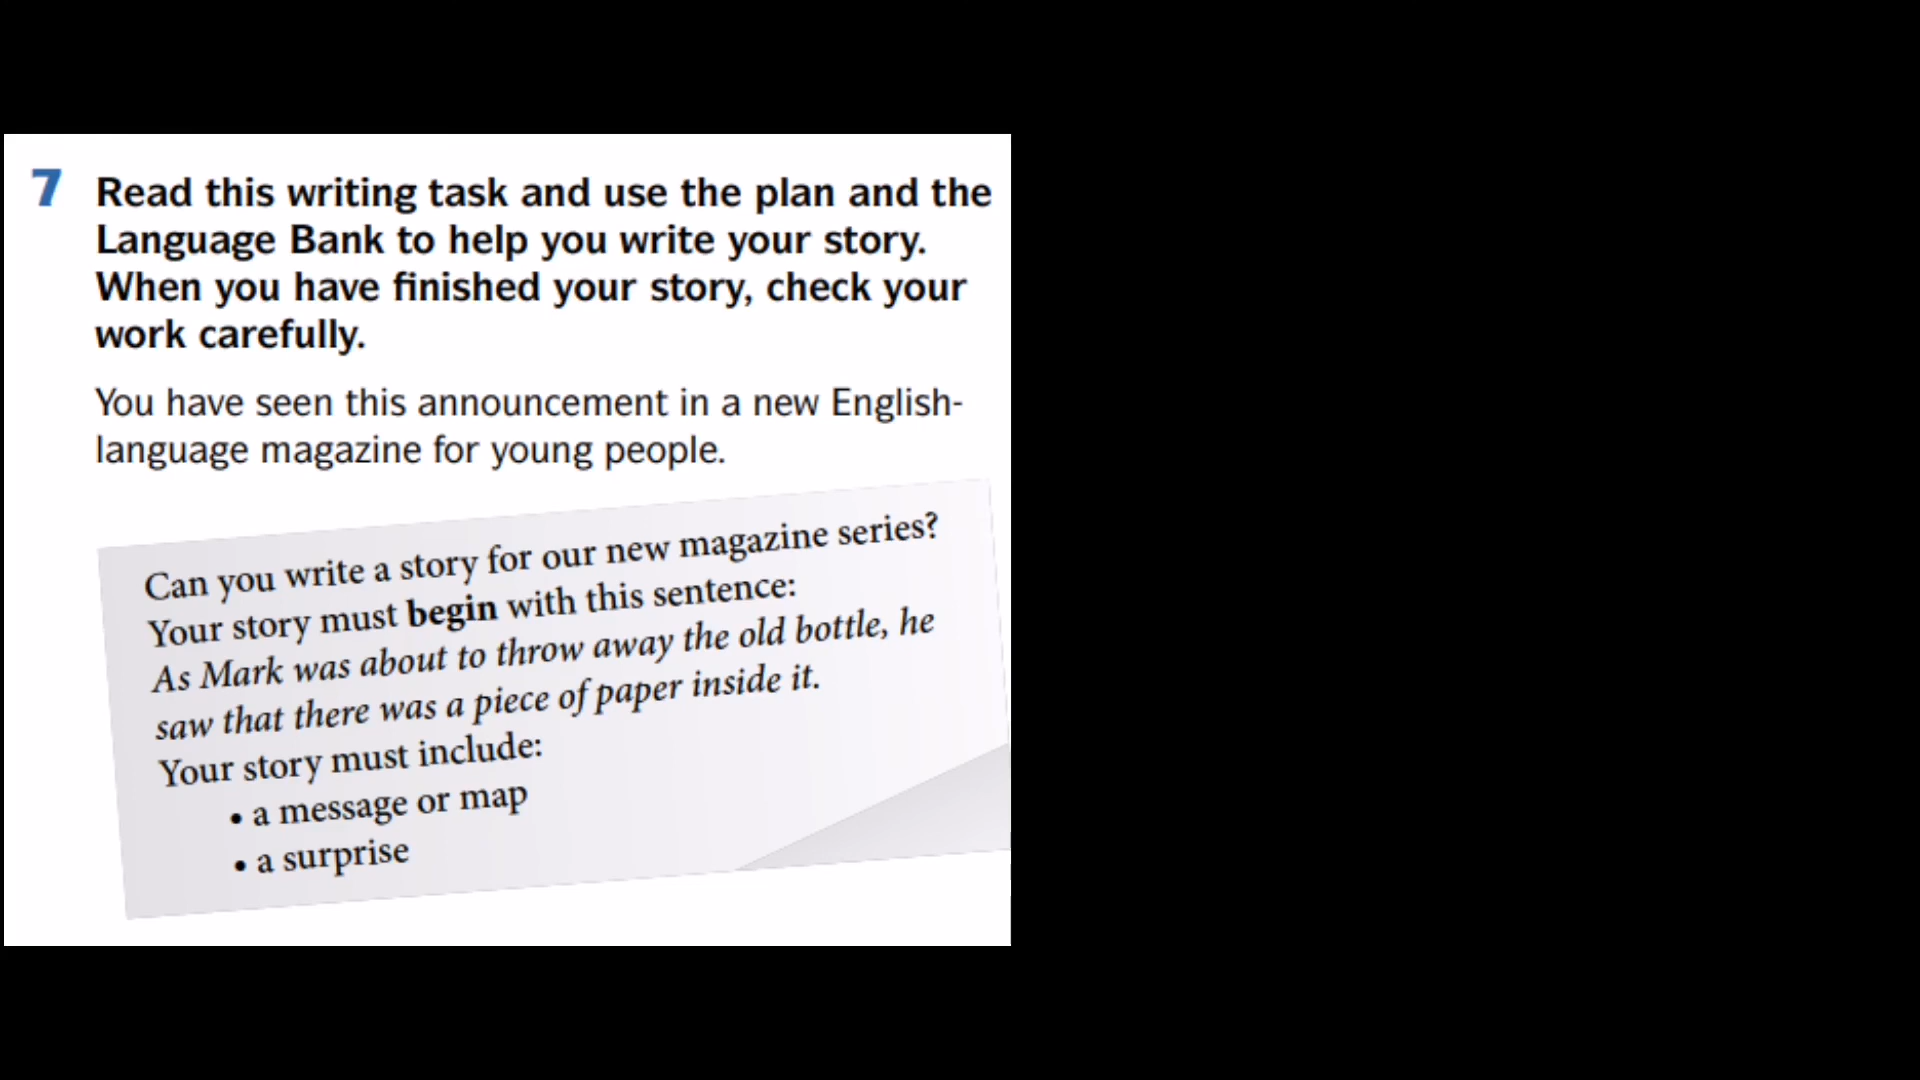 7 Read this writing task and use the plan and the
Language Bank to help you write your story.
When you have finished your story, check your
work carefully.
You have seen this announcement in a new English-
language magazine for young people.
Can you write a story for our new magazine series?
Your story must begin with this sentence:
As Mark was about to throw away the old bottle, he
saw that there was a piece of paper inside it.
Your story must include:
• a message or map
• a surprise